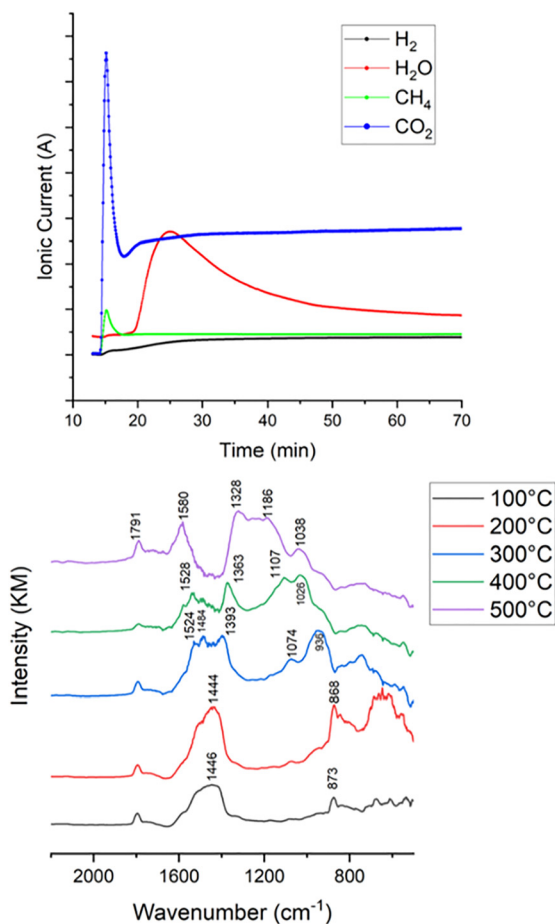 H₂
H₂O
CH₄
CO₂
Ionic Current (A)
10 20 30 40 50 60 70
Time (min)
1791
1580
1328
1186
1038
1528
1363
1107
1026
1524
1484
1393
1074
936
1444
868
1446
873
100°C
200°C
300°C
400°C
500°C
Intensity (KM)
2000 1600 1200 800
Wavenumber (cm⁻¹)